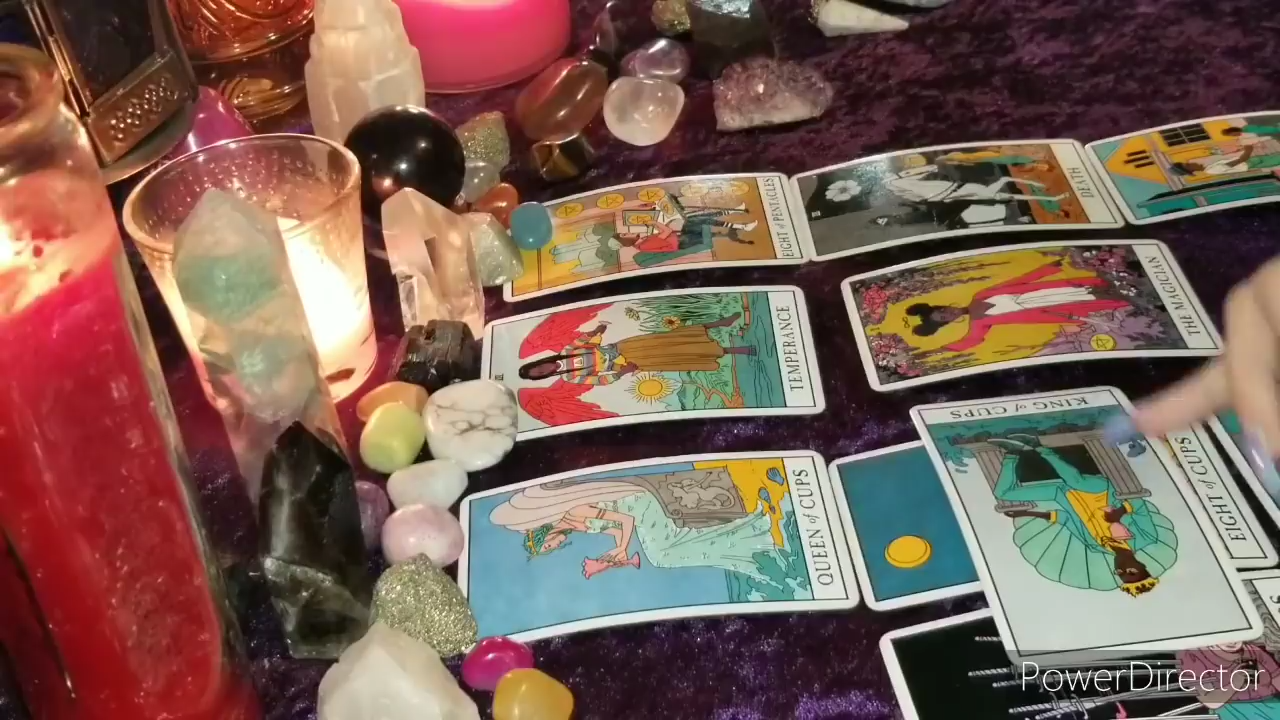 EIGHT of PENTACLES
DEATH
TEMPERANCE
THE MAGICIAN
KING of CUPS
QUEEN of CUPS
EIGHT of CUPS
PowerDirector